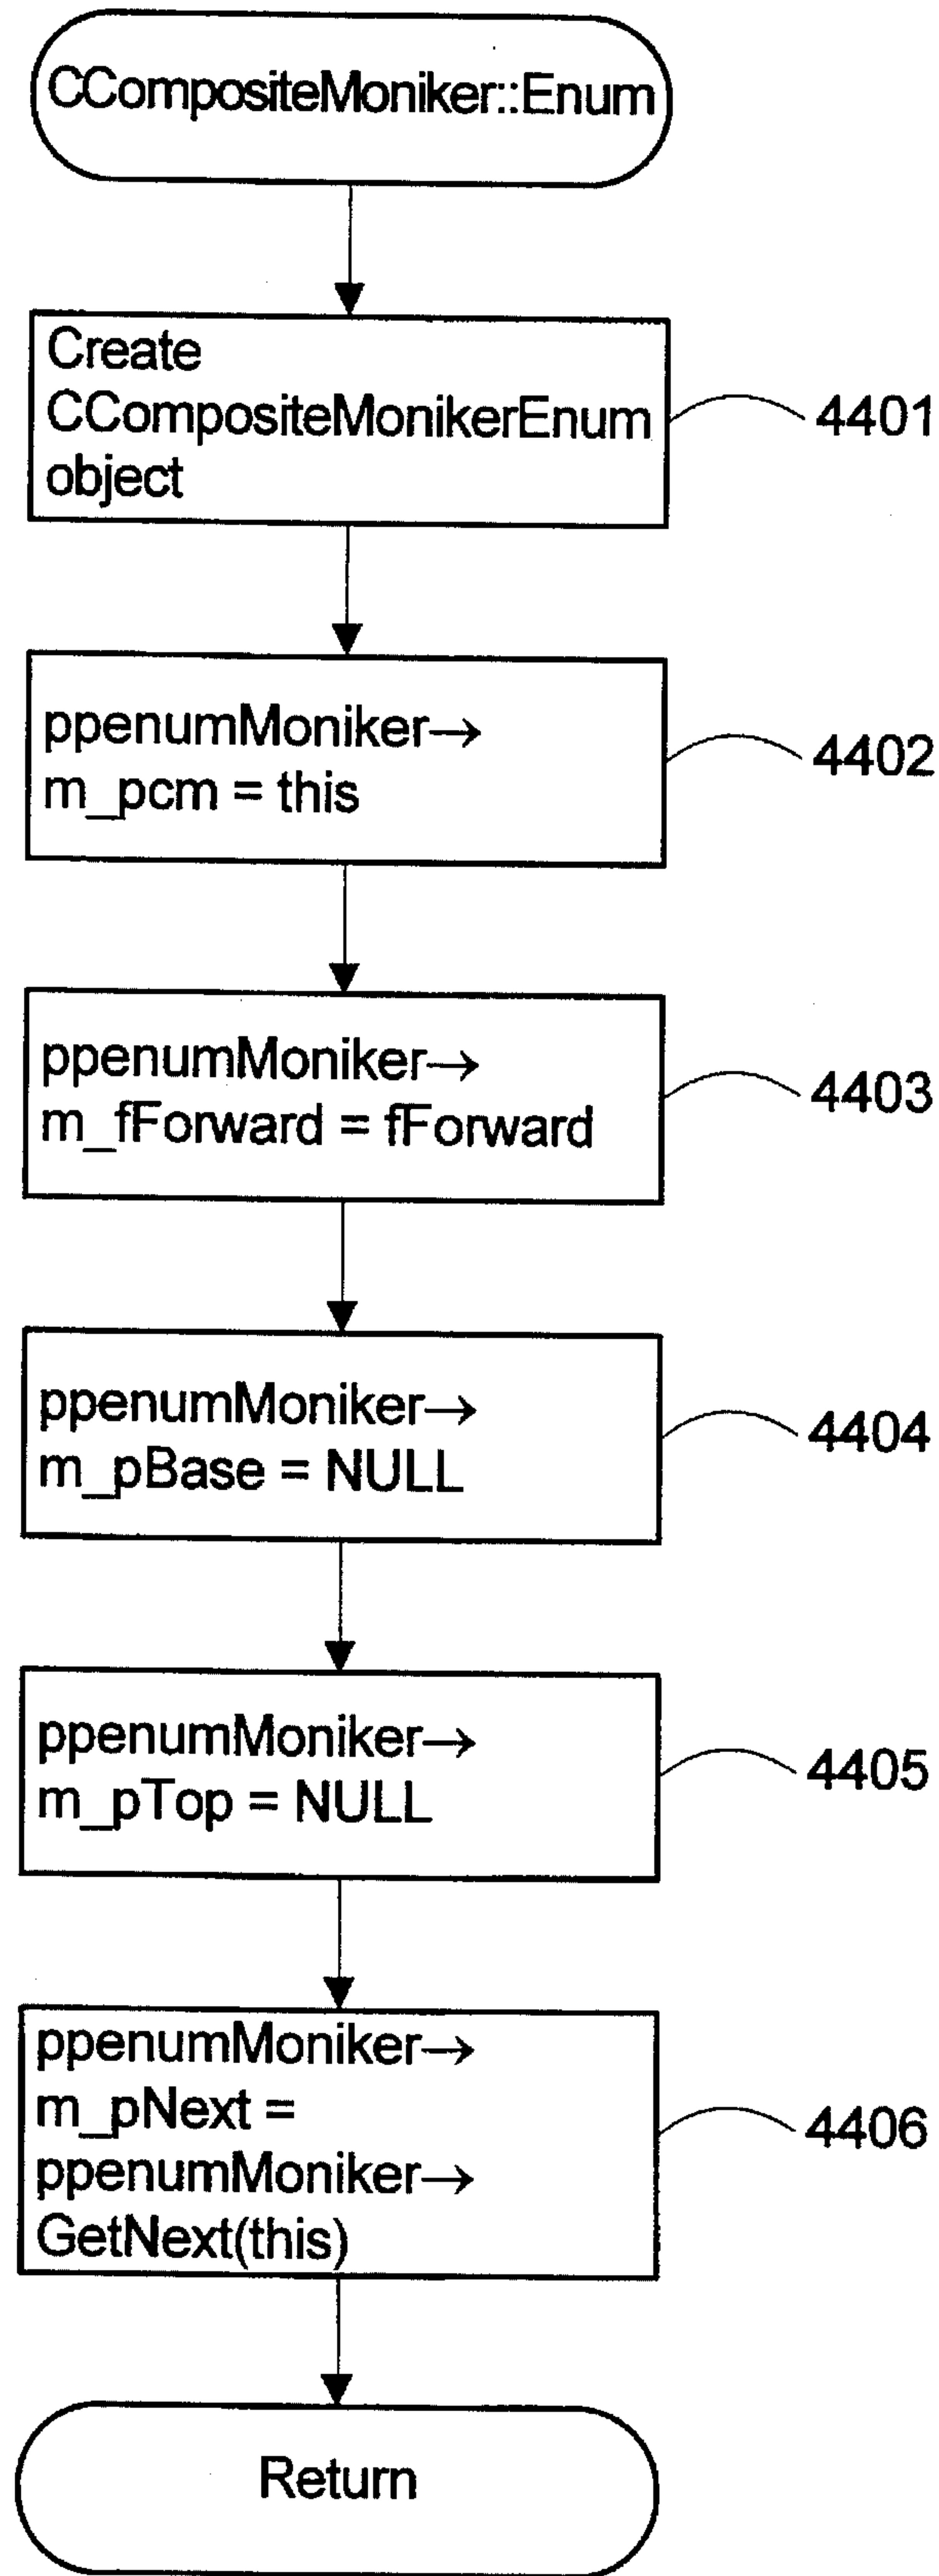 CCompositeMoniker::Enum
Create
CCompositeMonikerEnum
object
4401
ppenumMoniker→
m_pcm = this
4402
ppenumMoniker→
m_fForward = fForward
4403
ppenumMoniker→
m_pBase = NULL
4404
ppenumMoniker→
m_pTop = NULL
4405
ppenumMoniker→
m_pNext =
ppenumMoniker→
GetNext(this)
4406
Return